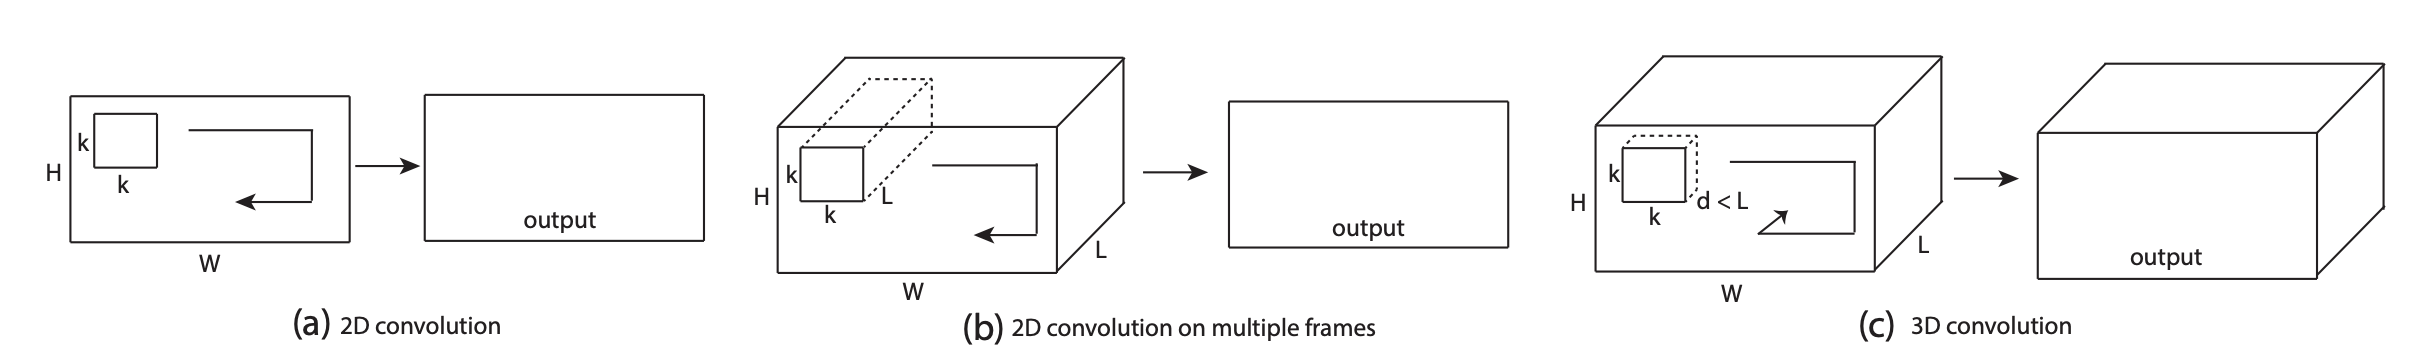 k
H
k
output
W
(a) 2D convolution
k
H
L
k
output
L
W
(b) 2D convolution on multiple frames
k
d < L
H
k
L
output
W
(c) 3D convolution